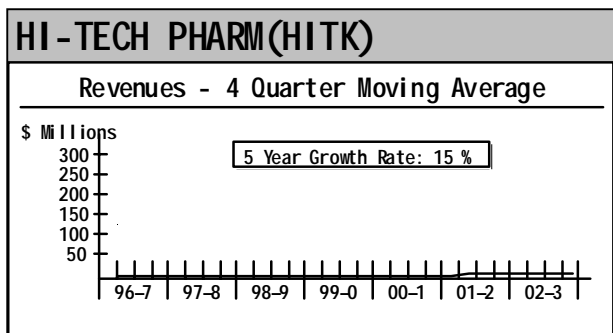 HI-TECH PHARM(HITK)
Revenues - 4 Quarter Moving Average
$ Millions
5 Year Growth Rate: 15 %
300
250
200
150
100
50
96–7 97–8 98–9 99–0 00–1 01–2 02–3